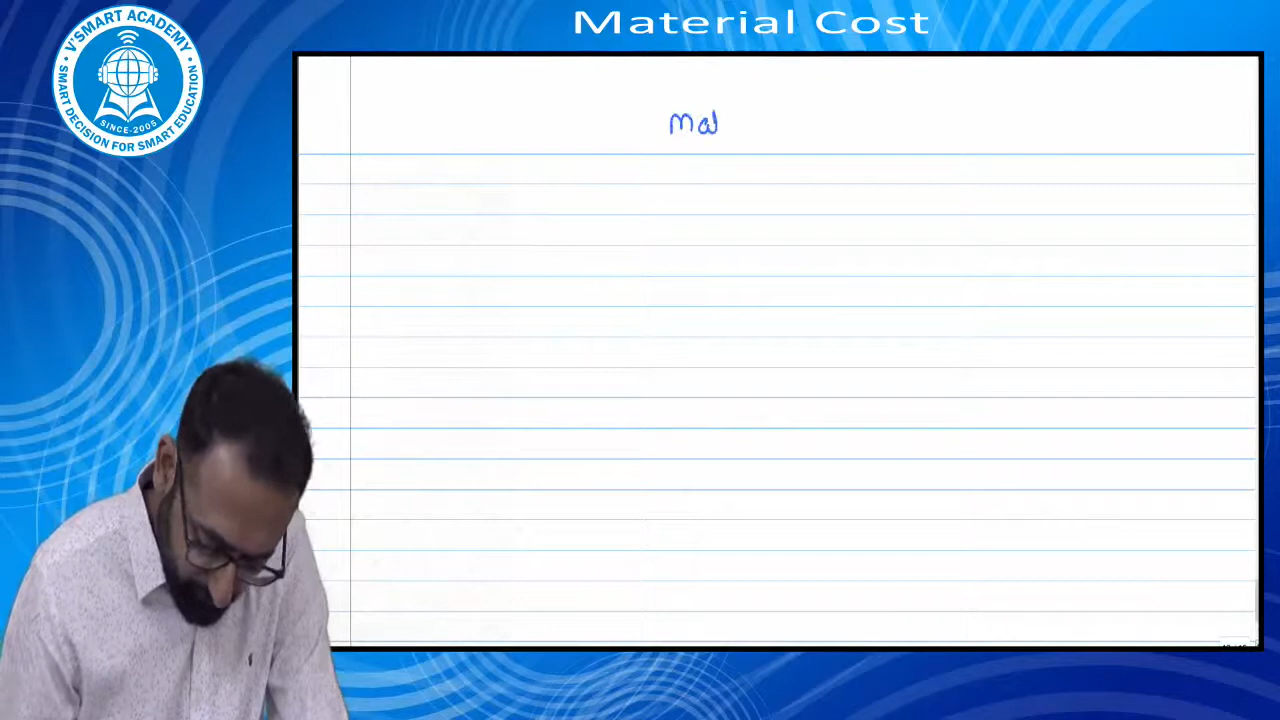 Material Cost
V'SMART ACADEMY
SINCE-2005
SMART DECISION FOR SMART EDUCATION
Mat